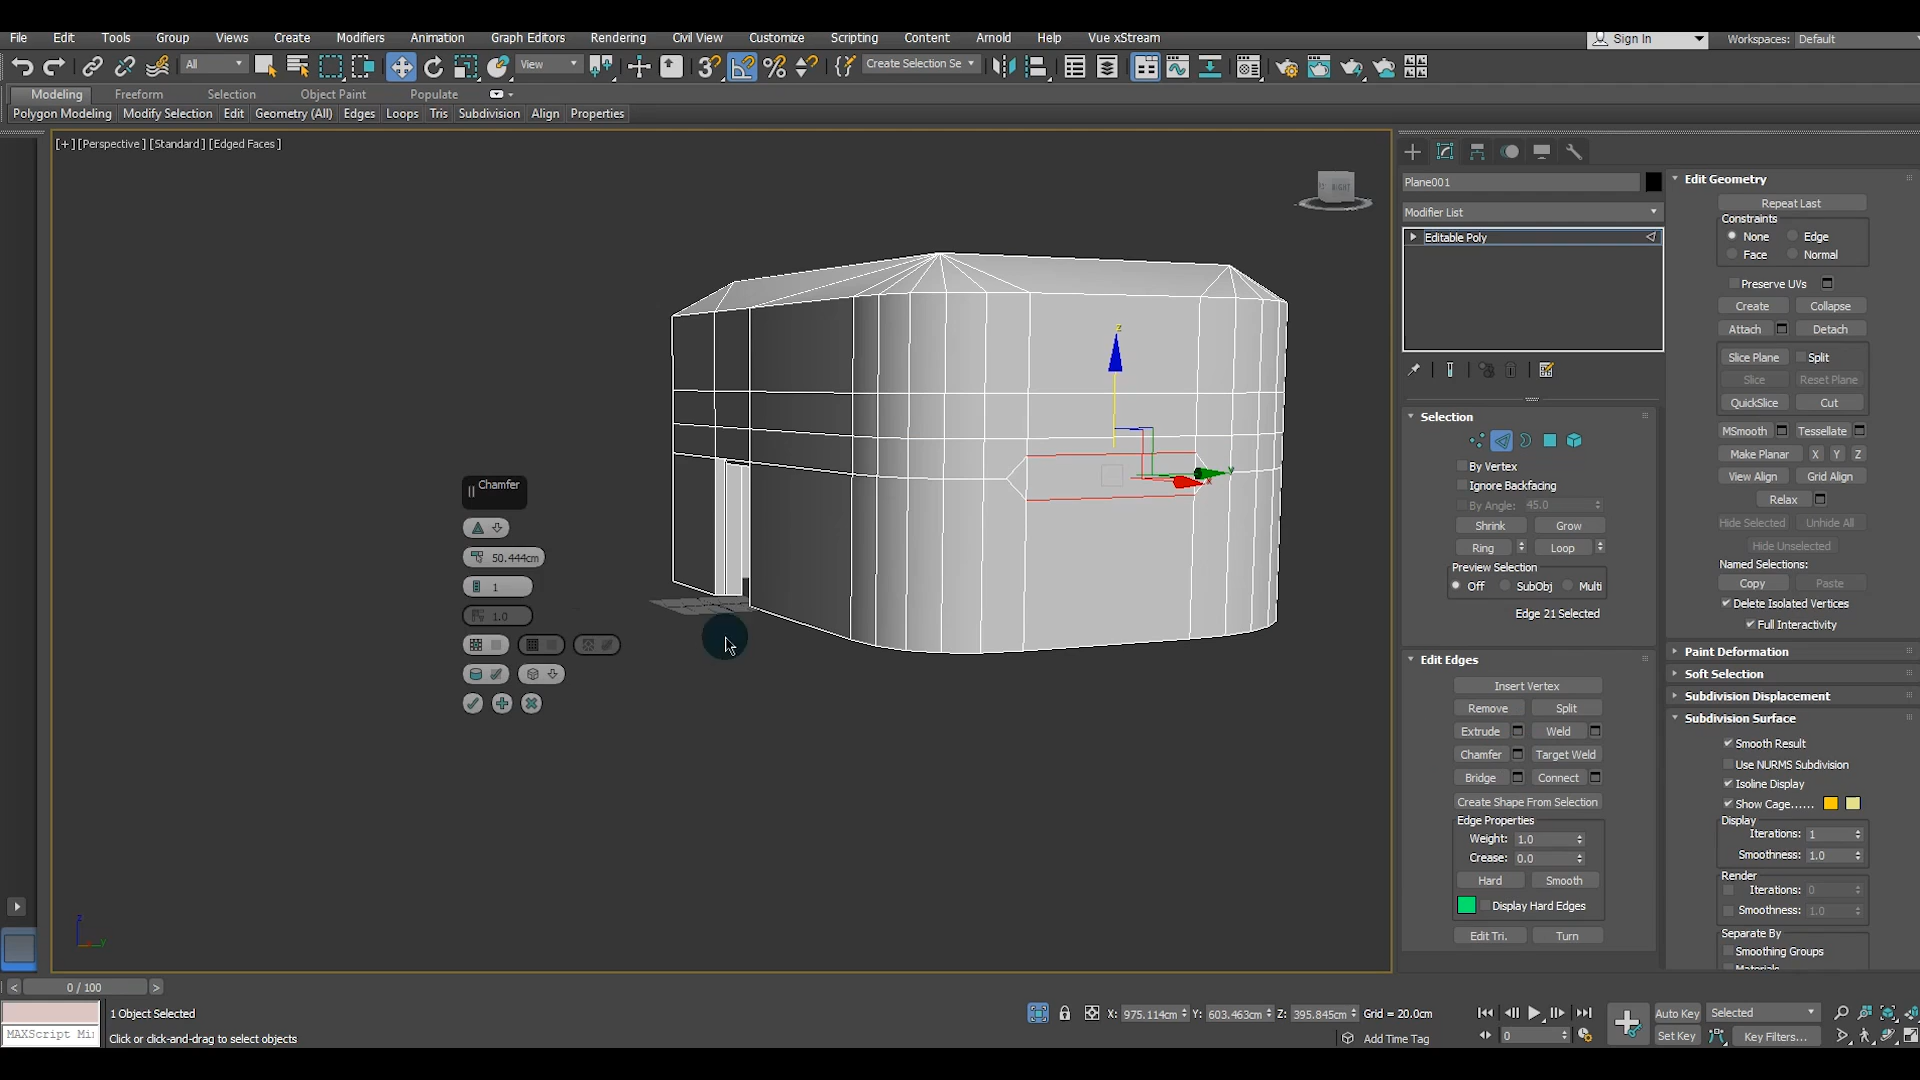 File Edit Tools Group Views Create Modifiers Animation Graph Editors Rendering Civil View Customize Scripting Content Arnold Help Vue xStream Sign In Workspaces: Default
All View Create Selection Se
Modeling Freeform Selection Object Paint Populate
Polygon Modeling Modify Selection Edit Geometry (All) Edges Loops Tris Subdivision Align Properties
[+] [Perspective] [Standard] [Edged Faces]
RIGHT
z
y
x
Chamfer
50.444cm
1
1.0
Plane001
Modifier List
Editable Poly
Selection
By Vertex
Ignore Backfacing
By Angle: 45.0
Shrink Grow
Ring Loop
Preview Selection
Off SubObj Multi
Edge 21 Selected
Edit Edges
Insert Vertex
Remove Split
Extrude Weld
Chamfer Target Weld
Bridge Connect
Create Shape From Selection
Edge Properties
Weight: 1.0
Crease: 0.0
Hard Smooth
Display Hard Edges
Edit Tri. Turn
Edit Geometry
Repeat Last
Constraints
None Edge
Face Normal
Preserve UVs
Create Collapse
Attach Detach
Slice Plane Split
Slice Reset Plane
QuickSlice Cut
MSmooth Tessellate
Make Planar X Y Z
View Align Grid Align
Relax
Hide Selected Unhide All
Hide Unselected
Named Selections:
Copy Paste
Delete Isolated Vertices
Full Interactivity
Paint Deformation
Soft Selection
Subdivision Displacement
Subdivision Surface
Smooth Result
Use NURMS Subdivision
Isoline Display
Show Cage......
Display
Iterations: 1
Smoothness: 1.0
Render
Iterations: 0
Smoothness: 1.0
Separate By
Smoothing Groups
Materials
< 0 / 100 >
1 Object Selected
MAXScript Mi
Click or click-and-drag to select objects
X: 975.114cm Y: 603.463cm Z: 395.845cm Grid = 20.0cm
Add Time Tag
0
Auto Key Selected
Set Key Key Filters...